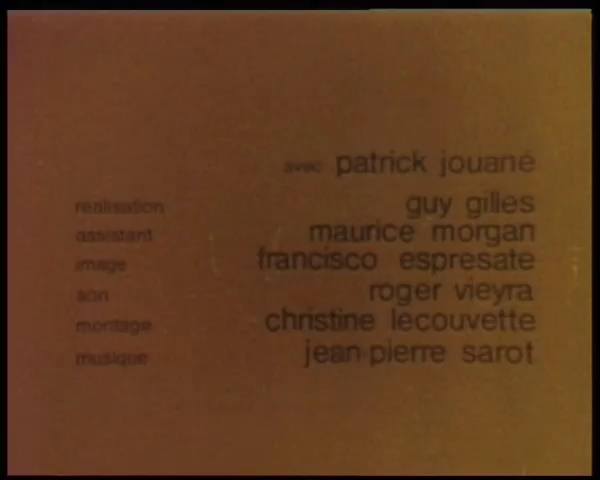 avec patrick jouané
realisation guy gilles
assistant maurice morgan
image francisco espresate
son roger vieyra
montage christine lecouvette
musique jean-pierre sarot